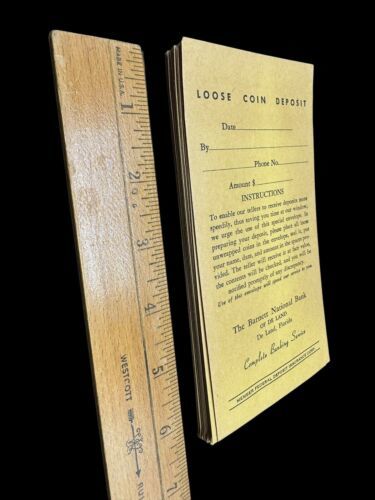 MADE IN U.S.A.
1
2
3
4
5
6
7
WESTCOTT
RU
LOOSE COIN DEPOSIT
Date
By
Phone No.
Amount $
INSTRUCTIONS
To enable our tellers to receive deposits more
speedily, thus saving you time at our window,
we urge the use of this special envelope. In
preparing your deposit, please place all loose
unwrapped coins in the envelope, seal it, put
your name, date, and amount in the spaces pro-
vided. The teller will receive it at face value,
the contents will be checked, and you will be
notified promptly of any discrepancy.
Use of this envelope will speed our service to you.
The Barnett National Bank
OF DE LAND
De Land, Florida
Complete Banking Service
MEMBER FEDERAL DEPOSIT INSURANCE CORP.